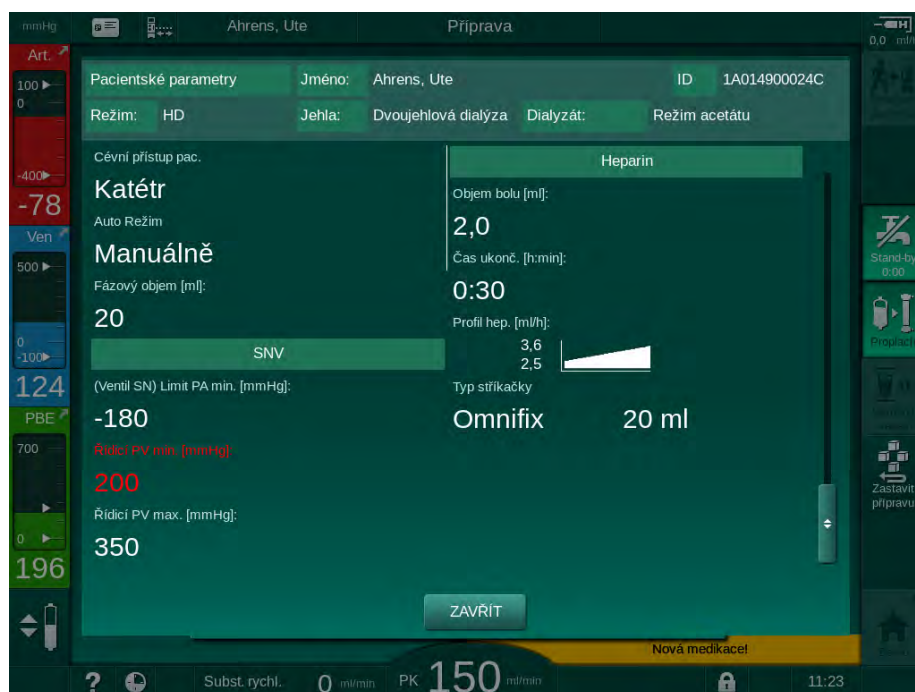 mmHg
Ahrens, Ute
Příprava
0,0 ml/h
Art.
100
0
-400
-78
Ven
500
0
-100
124
PBE
700
0
196
Pacientské parametry Jméno: Ahrens, Ute ID 1A014900024C
Režim: HD Jehla: Dvoujehlová dialýza Dialyzát: Režim acetátu
Cévní přístup pac.
Katétr
Auto Režim
Manuálně
Fázový objem [ml]:
20
SNV
(Ventil SN) Limit PA min. [mmHg]:
-180
Řídicí PV min. [mmHg]:
200
Řídicí PV max. [mmHg]:
350
Heparin
Objem bolu [ml]:
2,0
Čas ukonč. [h:min]:
0:30
Profil hep. [ml/h]:
3,6
2,5
Typ stříkačky
Omnifix 20 ml
ZAVŘÍT
Stand-by
0:00
Proplach
Zastavit
přípravu
Nová medikace!
? Subst. rychl. 0 ml/min PK 150 ml/min 11:23